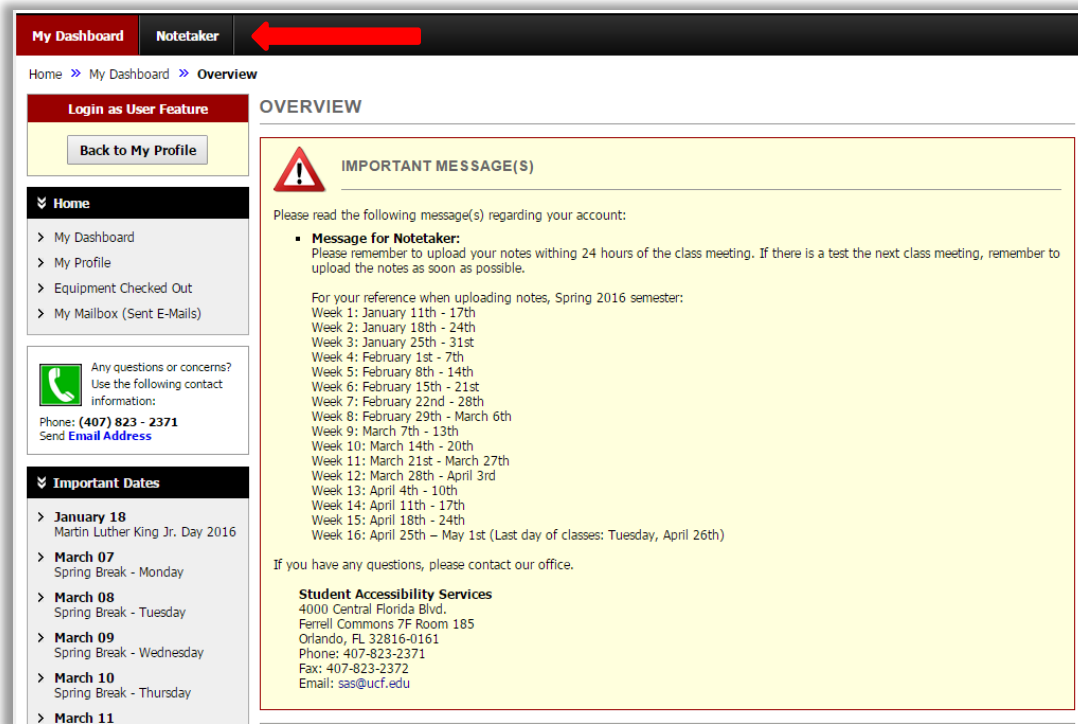 My Dashboard Notetaker
Home » My Dashboard » Overview
Login as User Feature
Back to My Profile
Home
My Dashboard
My Profile
Equipment Checked Out
My Mailbox (Sent E-Mails)
Any questions or concerns?
Use the following contact
information:
Phone: (407) 823 - 2371
Send Email Address
Important Dates
January 18
Martin Luther King Jr. Day 2016
March 07
Spring Break - Monday
March 08
Spring Break - Tuesday
March 09
Spring Break - Wednesday
March 10
Spring Break - Thursday
March 11
OVERVIEW
IMPORTANT MESSAGE(S)
Please read the following message(s) regarding your account:
Message for Notetaker:
Please remember to upload your notes withing 24 hours of the class meeting. If there is a test the next class meeting, remember to
upload the notes as soon as possible.
For your reference when uploading notes, Spring 2016 semester:
Week 1: January 11th - 17th
Week 2: January 18th - 24th
Week 3: January 25th - 31st
Week 4: February 1st - 7th
Week 5: February 8th - 14th
Week 6: February 15th - 21st
Week 7: February 22nd - 28th
Week 8: February 29th - March 6th
Week 9: March 7th - 13th
Week 10: March 14th - 20th
Week 11: March 21st - March 27th
Week 12: March 28th - April 3rd
Week 13: April 4th - 10th
Week 14: April 11th - 17th
Week 15: April 18th - 24th
Week 16: April 25th – May 1st (Last day of classes: Tuesday, April 26th)
If you have any questions, please contact our office.
Student Accessibility Services
4000 Central Florida Blvd.
Ferrell Commons 7F Room 185
Orlando, FL 32816-0161
Phone: 407-823-2371
Fax: 407-823-2372
Email: sas@ucf.edu